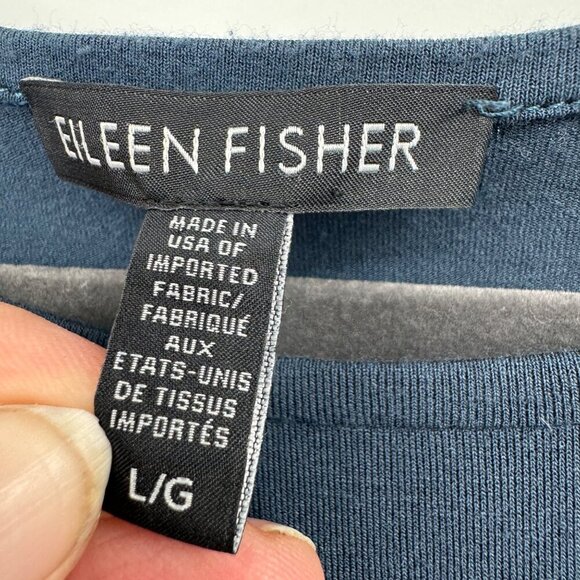 EILEEN FISHER
MADE IN
USA OF
IMPORTED
FABRIC/
FABRIQUÉ
AUX
ETATS-UNIS
DE TISSUS
IMPORTÉS
L/G